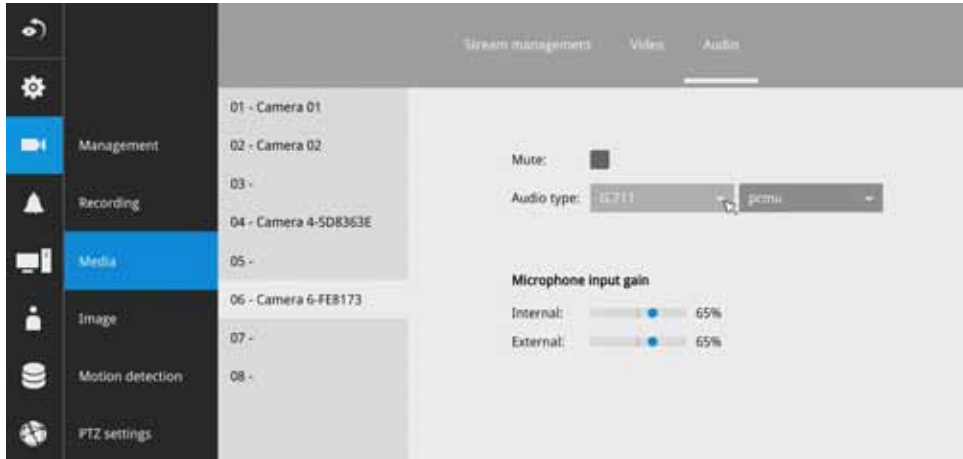 Stream management Video Audio
Management
Recording
Media
Image
Motion detection
PTZ settings
01 - Camera 01
02 - Camera 02
03 -
04 - Camera 4-SD8363E
05 -
06 - Camera 6-FE8173
07 -
08 -
Mute:
Audio type: G.711 pcmu
Microphone input gain
Internal: 65%
External: 65%